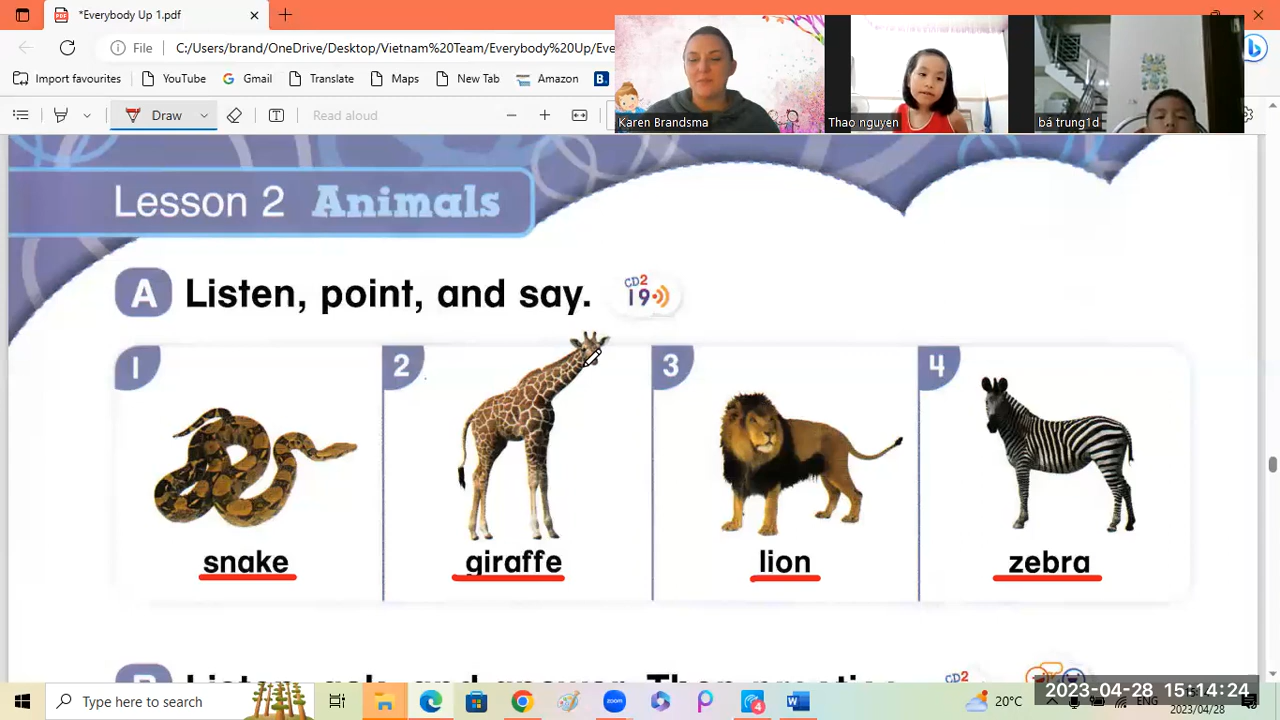 *Everybody Up 1.pdf
File
C:/Users/brand/OneDrive/Desktop/Vietnam%20Team/Everybody%20Up/Eve
Import favourites
YouTube
Gmail
Translate
Maps
New Tab
Amazon
B.
Draw
Read aloud
Karen Brandsma
Thao nguyen
bá trung1d
Lesson 2 Animals
A Listen, point, and say. CD2 19
1
2
3
4
snake
giraffe
lion
zebra
CD2
Type here to search
zoom
4
20°C
ENG
2023-04-28 15:14:24
2023/04/28